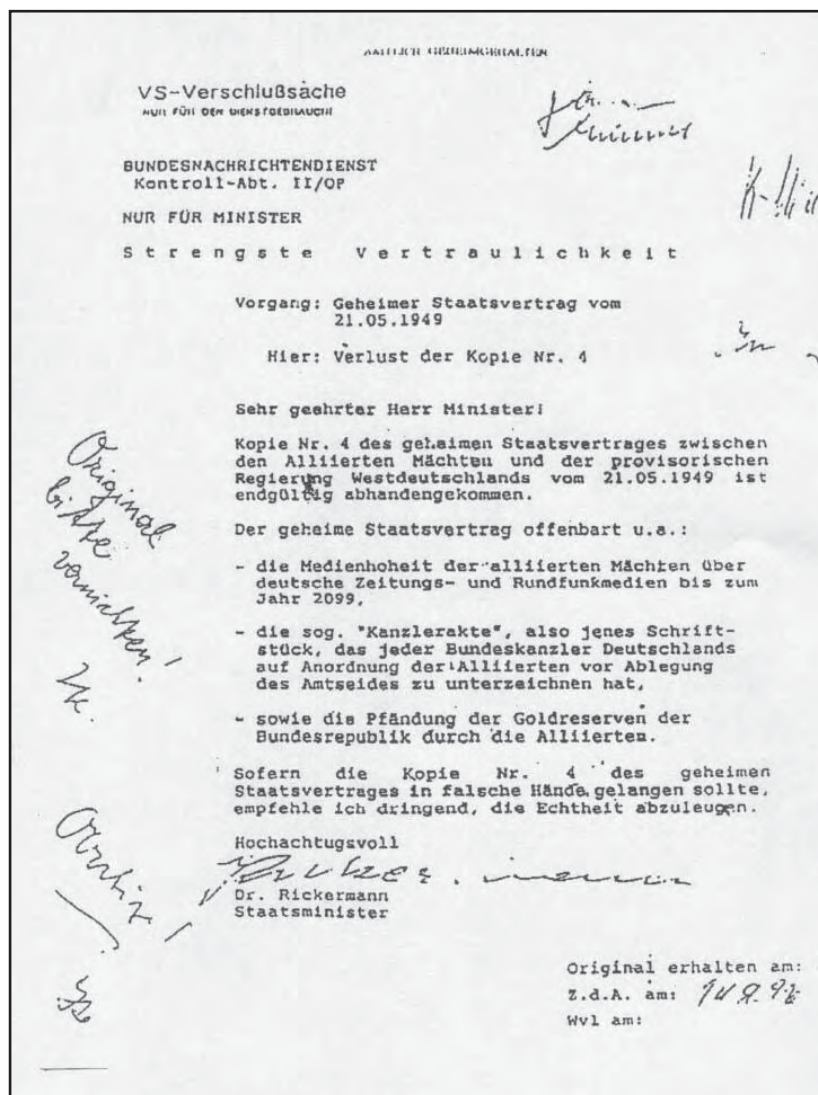 AMTLICH GEHEIMGEHALTEN
VS-Verschlußsache
NUR FÜR DEN DIENSTGEBRAUCH
BUNDESNACHRICHTENDIENST
Kontroll-Abt. II/OP
NUR FÜR MINISTER
Strengste Vertraulichkeit
Vorgang: Geheimer Staatsvertrag vom
21.05.1949
Hier: Verlust der Kopie Nr. 4
Sehr geehrter Herr Minister!
Kopie Nr. 4 des geheimen Staatsvertrages zwischen
den Alliierten Mächten und der provisorischen
Regierung Westdeutschlands vom 21.05.1949 ist
endgültig abhandengekommen.
Der geheime Staatsvertrag offenbart u.a.:
- die Medienhoheit der alliierten Mächten über
deutsche Zeitungs- und Rundfunkmedien bis zum
Jahr 2099,
- die sog. "Kanzlerakte", also jenes Schrift-
stück, das jeder Bundeskanzler Deutschlands
auf Anordnung der Alliierten vor Ablegung
des Amtseides zu unterzeichnen hat,
- sowie die Pfändung der Goldreserven der
Bundesrepublik durch die Alliierten.
Sofern die Kopie Nr. 4 des geheimen
Staatsvertrages in falsche Hände gelangen sollte,
empfehle ich dringend, die Echtheit abzuleugen.
Hochachtugsvoll
Dr. Rickermann
Staatsminister
Original
bitte
vernichten!
Original erhalten am:
Z.d.A. am:
Wvl am: